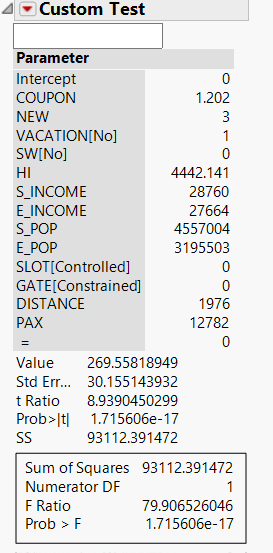 Custom Test
Parameter
Intercept 0
COUPON 1.202
NEW 3
VACATION[No] 1
SW[No] 0
HI 4442.141
S_INCOME 28760
E_INCOME 27664
S_POP 4557004
E_POP 3195503
SLOT[Controlled] 0
GATE[Constrained] 0
DISTANCE 1976
PAX 12782
= 0
Value 269.55818949
Std Err... 30.155143932
t Ratio 8.9390450299
Prob>|t| 1.715606e-17
SS 93112.391472
Sum of Squares 93112.391472
Numerator DF 1
F Ratio 79.906526046
Prob > F 1.715606e-17